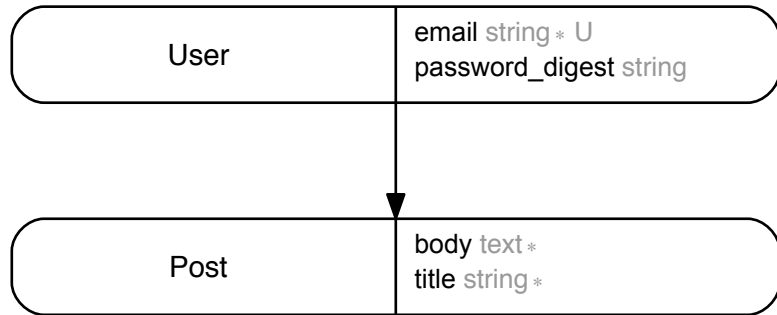 User
email string ∗ U
password_digest string
Post
body text ∗
title string ∗